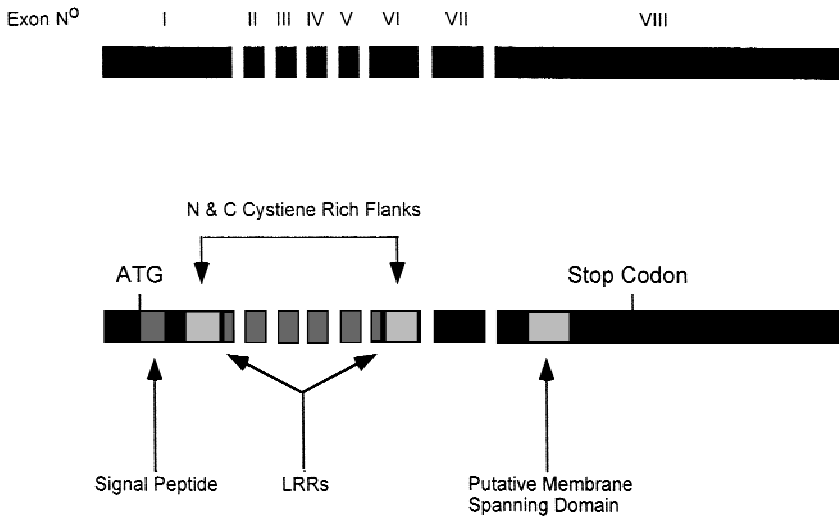 Exon Nº I II III IV V VI VII VIII
N & C Cystiene Rich Flanks
ATG Stop Codon
Signal Peptide LRRs Putative Membrane
Spanning Domain